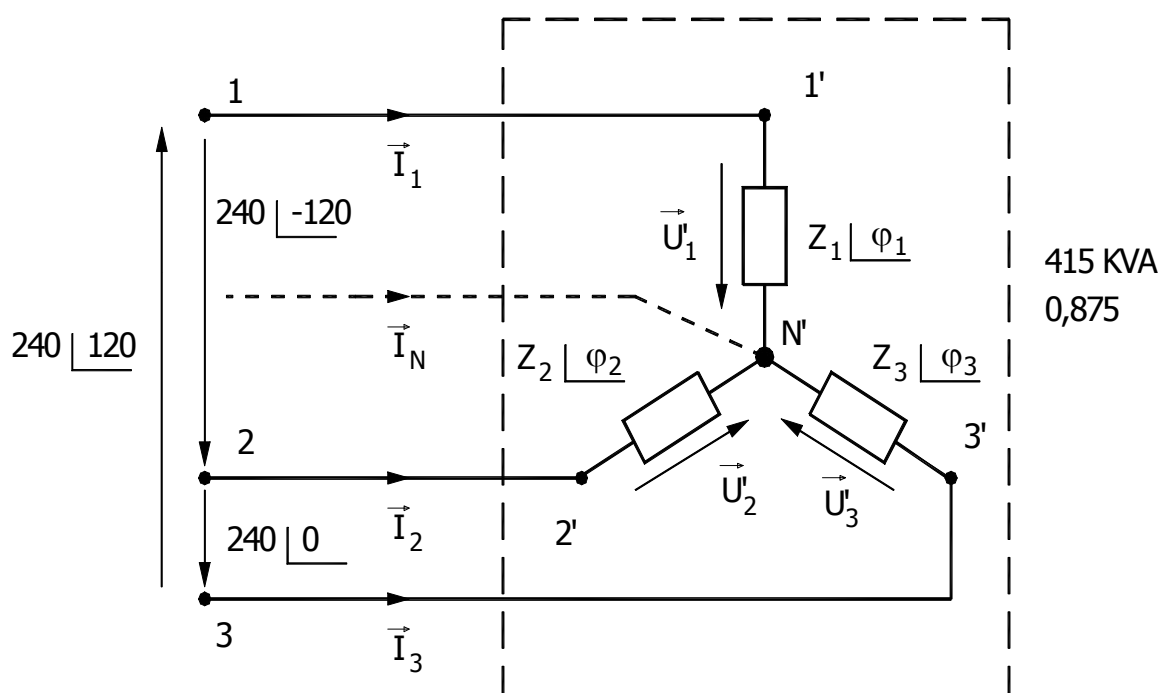 1
1'
I₁
240 -120
U'₁
Z₁ φ₁
415 KVA
0,875
240 120
I_N
N'
Z₂ φ₂
Z₃ φ₃
2
3'
I₂
U'₂
U'₃
240 0
2'
3
I₃